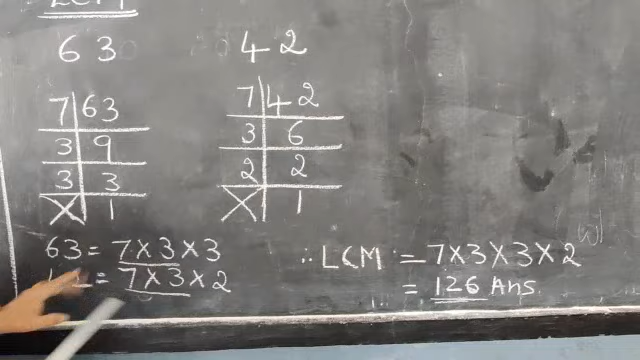 LCM
63
42
7 63
3 9
3 3
X 1
7 42
3 6
2 2
X 1
63 = 7 × 3 × 3
= 7 × 3 × 2
∴ LCM = 7 × 3 × 3 × 2
= 126 Ans.